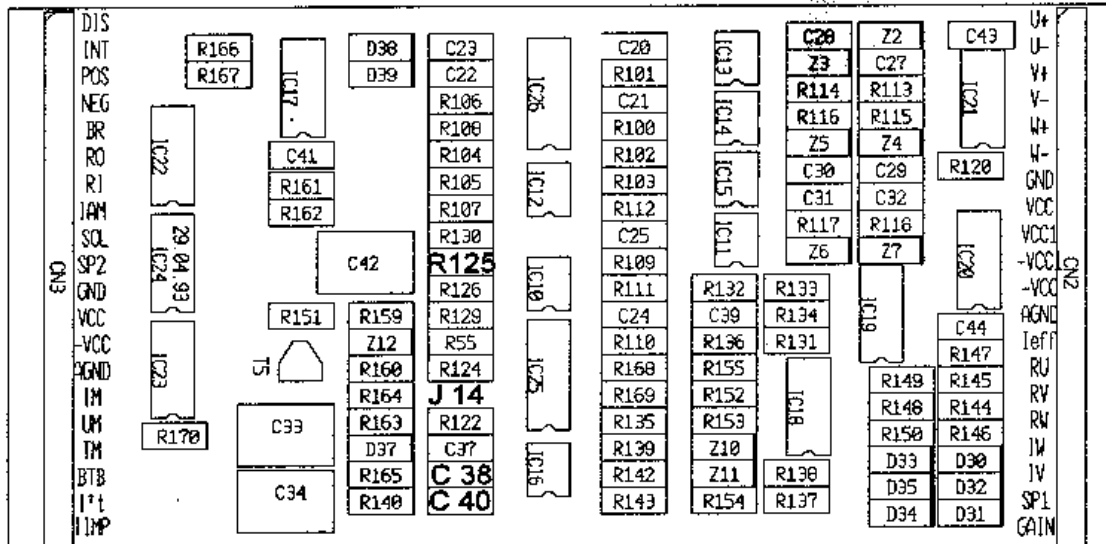 DIS
INT
POS
NEG
BR
RO
RI
IAM
SOL
SP2
GND
VCC
-VCC
AGND
IM
UM
TM
BTB
I²t
IIMP
CN3
R166
R167
IC22
29.04.93
IC24
IC23
R170
IC17.
C41
R161
R162
C42
R151
T5
C33
C34
D38
D39
R159
Z12
R160
R164
R163
D37
R165
R140
C23
C22
R106
R108
R104
R105
R107
R130
R125
R126
R129
R55
R124
J 14
R122
C37
C 38
C 40
IC26
IC12
IC10
IC25
IC16
C20
R101
C21
R100
R102
R103
R112
C25
R109
R111
C24
R110
R168
R169
R135
R139
R142
R143
IC13
IC14
IC15
IC11
R132
C39
R136
R155
R152
R153
Z10
Z11
R154
C28
Z3
R114
R116
Z5
C30
C31
R117
Z6
R133
R134
R131
IC18
R138
R137
Z2
C27
R113
R115
Z4
C29
C32
R118
Z7
IC19
R149
R148
R150
D33
D35
D34
C43
IC21
R120
IC20
C44
R147
R145
R144
R146
D30
D32
D31
U+
U-
V+
V-
W+
W-
GND
VCC
VCC1
-VCC1
-VCC
AGND
Ieff
RU
RV
RW
IW
IV
SP1
GAIN
CN2